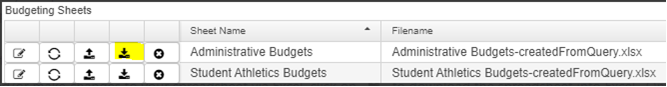 Budgeting Sheets
Sheet Name Filename
Administrative Budgets Administrative Budgets-createdFromQuery.xlsx
Student Athletics Budgets Student Athletics Budgets-createdFromQuery.xlsx